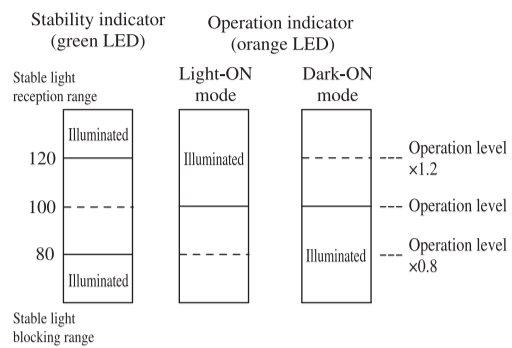 Stability indicator
(green LED)
Operation indicator
(orange LED)
Stable light
reception range
Light-ON
mode
Dark-ON
mode
Illuminated
120
100
80
Illuminated
Illuminated
Illuminated
Operation level
×1.2
Operation level
Operation level
×0.8
Stable light
blocking range